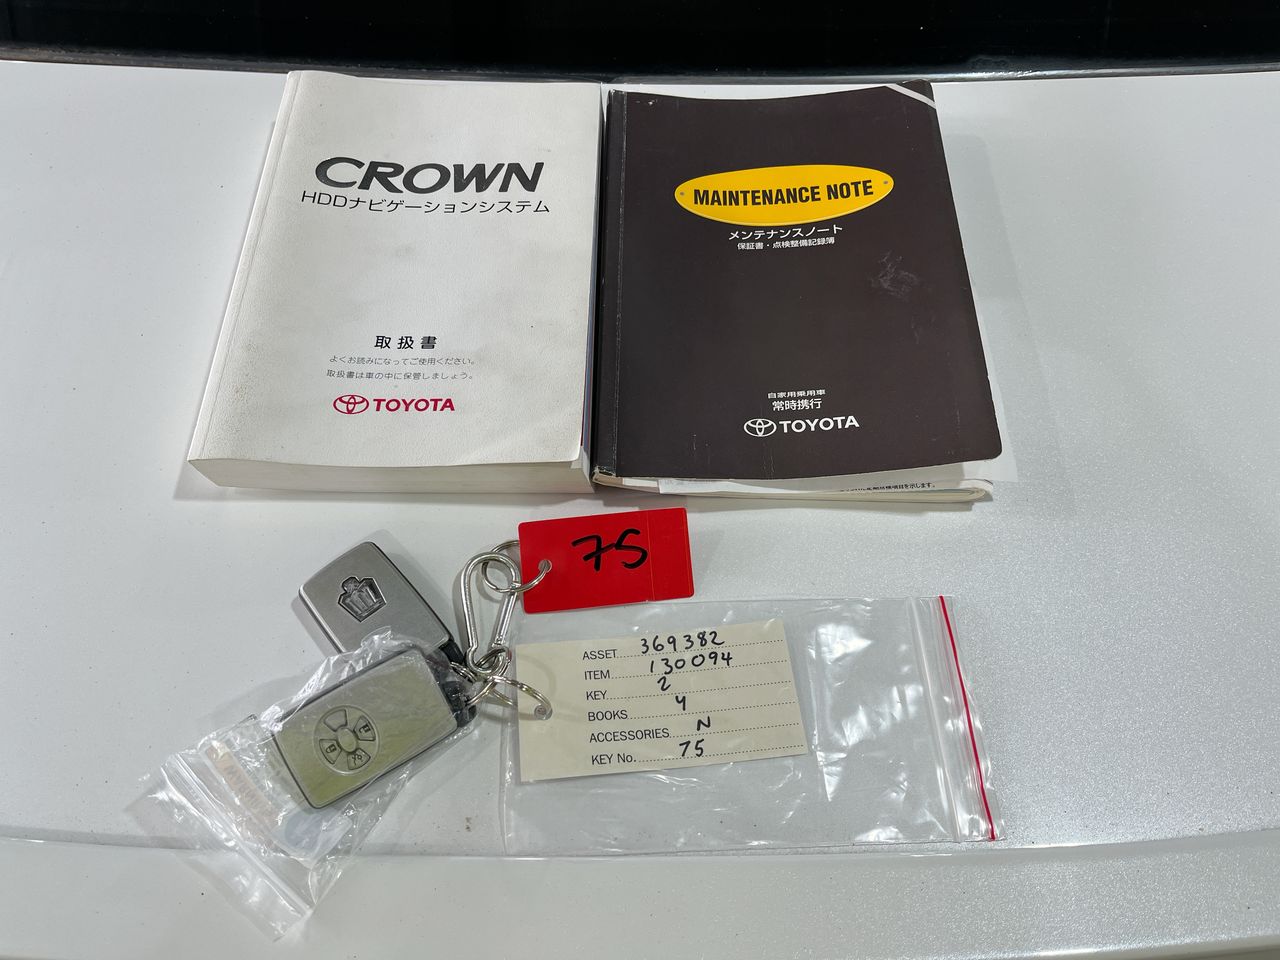 CROWN
HDDナビゲーションシステム
取扱書
よくお読みになってご使用ください。
取扱書は車の中に保管しましょう。
TOYOTA
MAINTENANCE NOTE
メンテナンスノート
保証書・点検整備記録簿
自家用乗用車
常時携行
TOYOTA
75
ASSET 369382
ITEM 130094
KEY 2
BOOKS 4
ACCESSORIES N
KEY No. 75